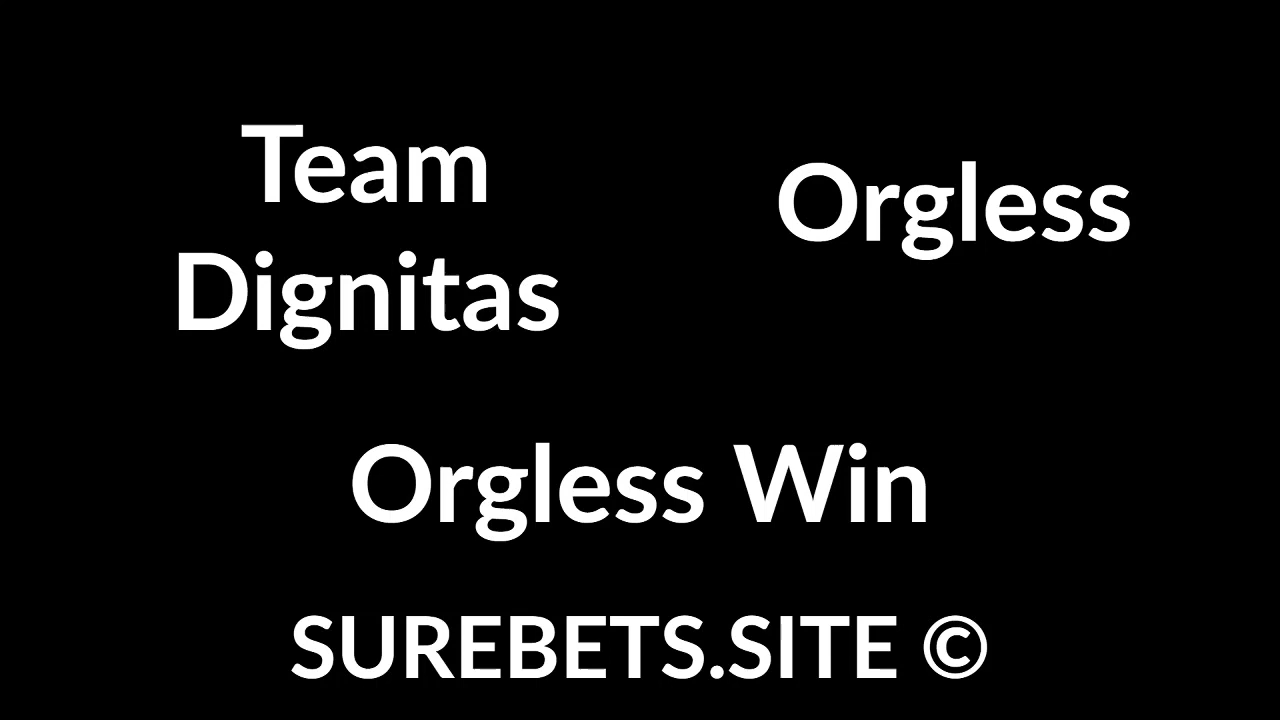 Team
Dignitas
Orgless
Orgless Win
SUREBETS.SITE ©